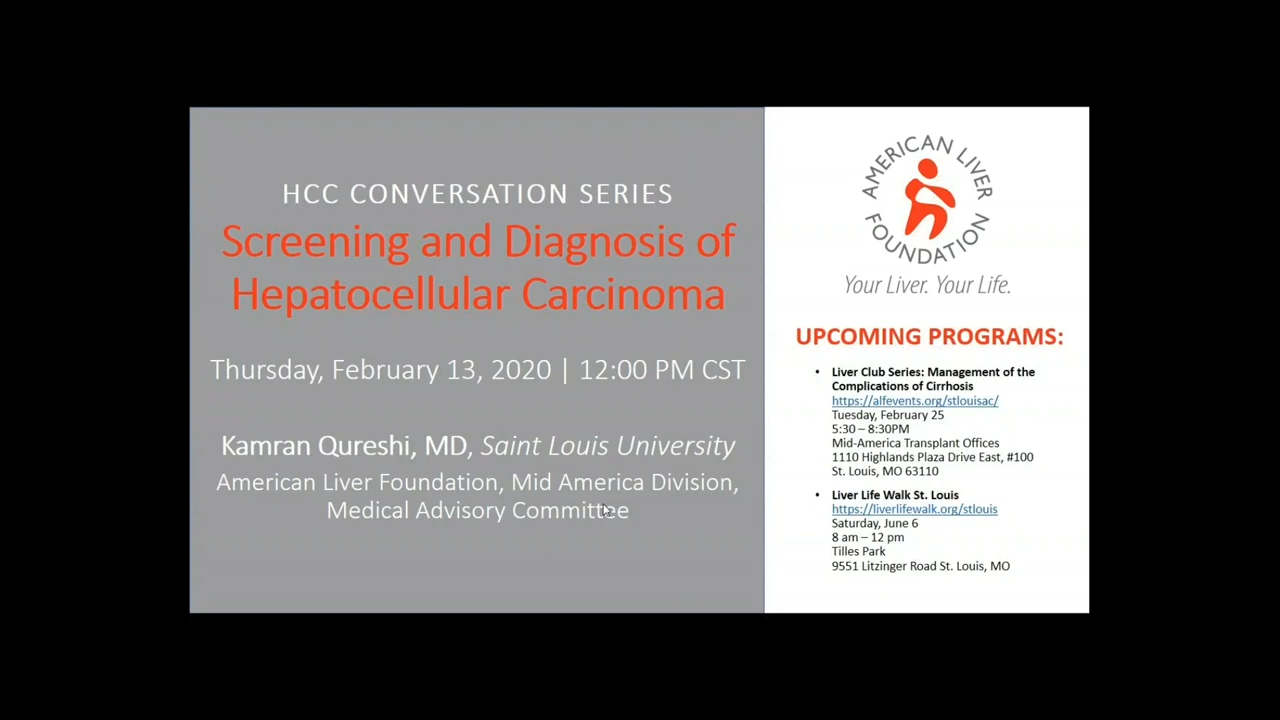 HCC CONVERSATION SERIES
Screening and Diagnosis of
Hepatocellular Carcinoma
Thursday, February 13, 2020 | 12:00 PM CST
Kamran Qureshi, MD, Saint Louis University
American Liver Foundation, Mid America Division,
Medical Advisory Committee
AMERICAN LIVER
FOUNDATION
Your Liver. Your Life.
UPCOMING PROGRAMS:
• Liver Club Series: Management of the
Complications of Cirrhosis
https://alfevents.org/stlouisac/
Tuesday, February 25
5:30 – 8:30PM
Mid-America Transplant Offices
1110 Highlands Plaza Drive East, #100
St. Louis, MO 63110
• Liver Life Walk St. Louis
https://liverlifewalk.org/stlouis
Saturday, June 6
8 am – 12 pm
Tilles Park
9551 Litzinger Road St. Louis, MO